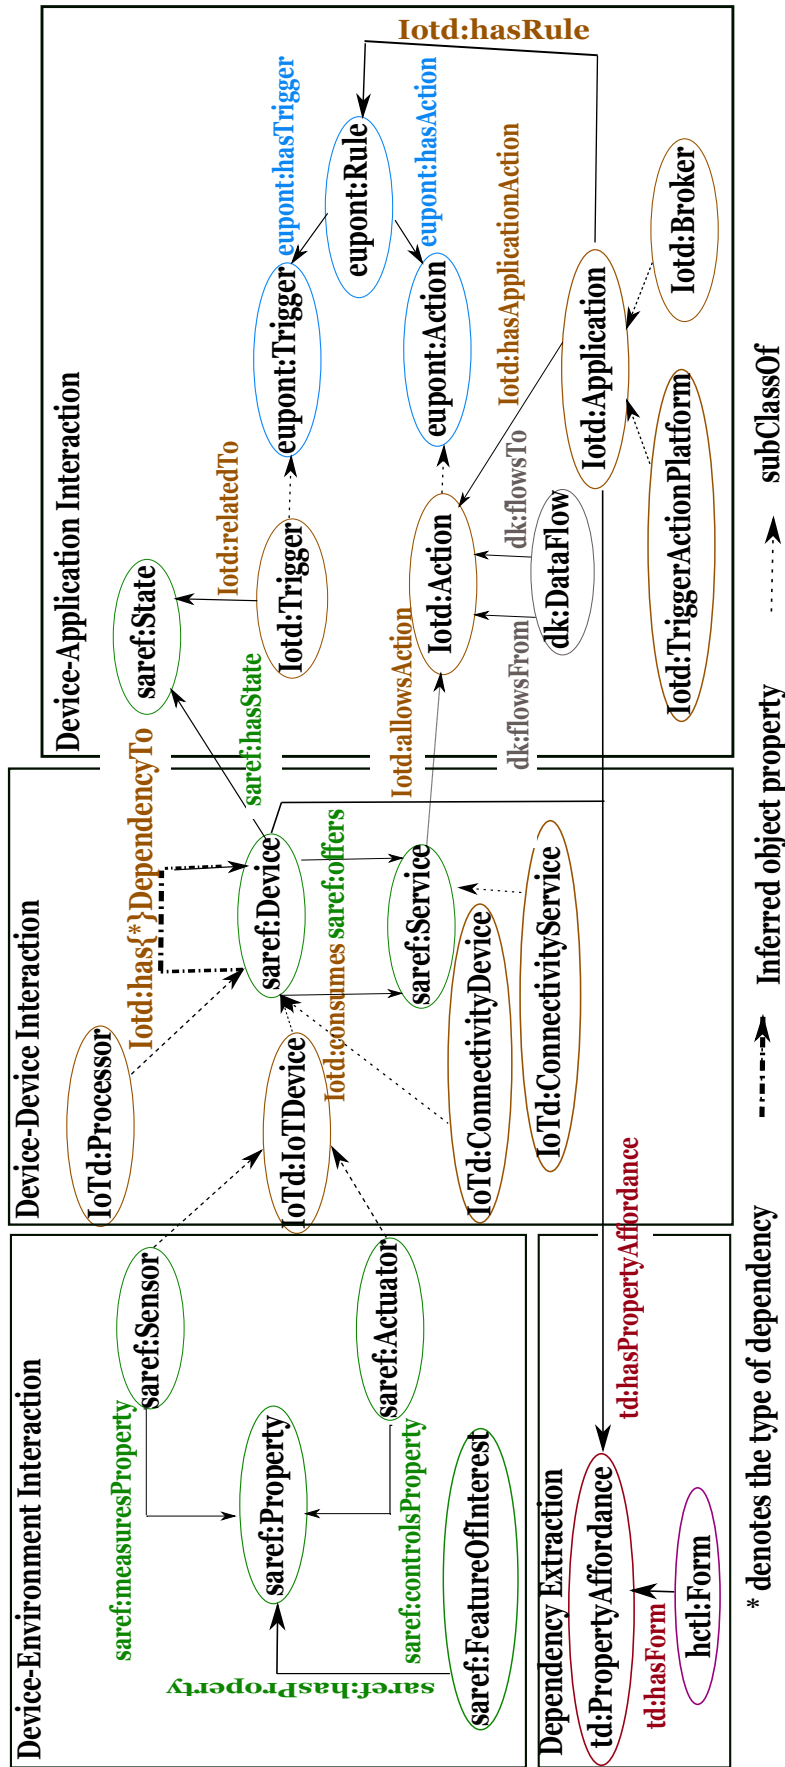 Device-Environment Interaction
saref:measuresProperty
saref:Sensor
saref:Property
saref:hasProperty
saref:controlsProperty
saref:Actuator
saref:FeatureOfInterest
Dependency Extraction
td:PropertyAffordance
td:hasForm
hctl:Form
td:hasPropertyAffordance
Device-Device Interaction
IoTd:Processor
Iotd:has{*}DependencyTo
saref:Device
IoTd:IoTDevice
Iotd:consumes
saref:offers
saref:Service
IoTd:ConnectivityDevice
IoTd:ConnectivityService
Device-Application Interaction
saref:State
saref:hasState
Iotd:relatedTo
Iotd:Trigger
eupont:Trigger
eupont:hasTrigger
eupont:Rule
Iotd:hasRule
eupont:hasAction
eupont:Action
Iotd:allowsAction
Iotd:Action
Iotd:hasApplicationAction
dk:flowsFrom
dk:flowsTo
dk:DataFlow
Iotd:Application
Iotd:TriggerActionPlatform
Iotd:Broker
* denotes the type of dependency
Inferred object property
subClassOf